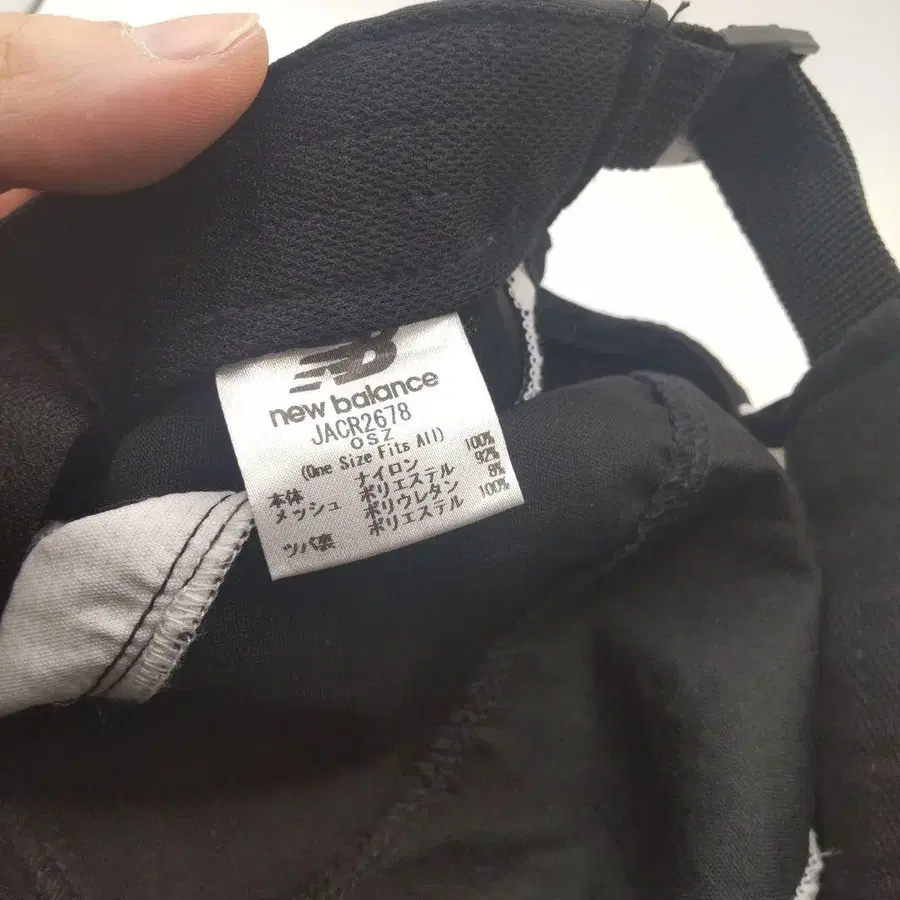 NB
new balance
JACR2678
OSZ
(One Size Fits All)
本体 ナイロン 100%
メッシュ ポリエステル 92%
ポリウレタン 8%
ツバ裏 ポリエステル 100%